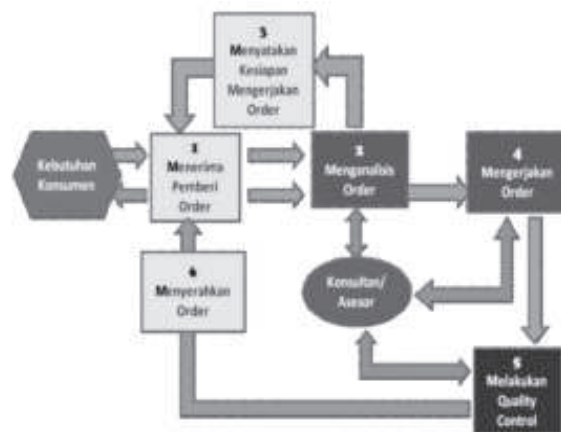 3
Menyatakan
Kesiapan
Mengerjakan
Order
Kebutuhan
Konsumen
1
Menerima
Pemberi
Order
Menganalisis
Order
4
Mengerjakan
Order
6
Menyerahkan
Order
Konsultan/
Asesor
5
Melakukan
Quality
Control